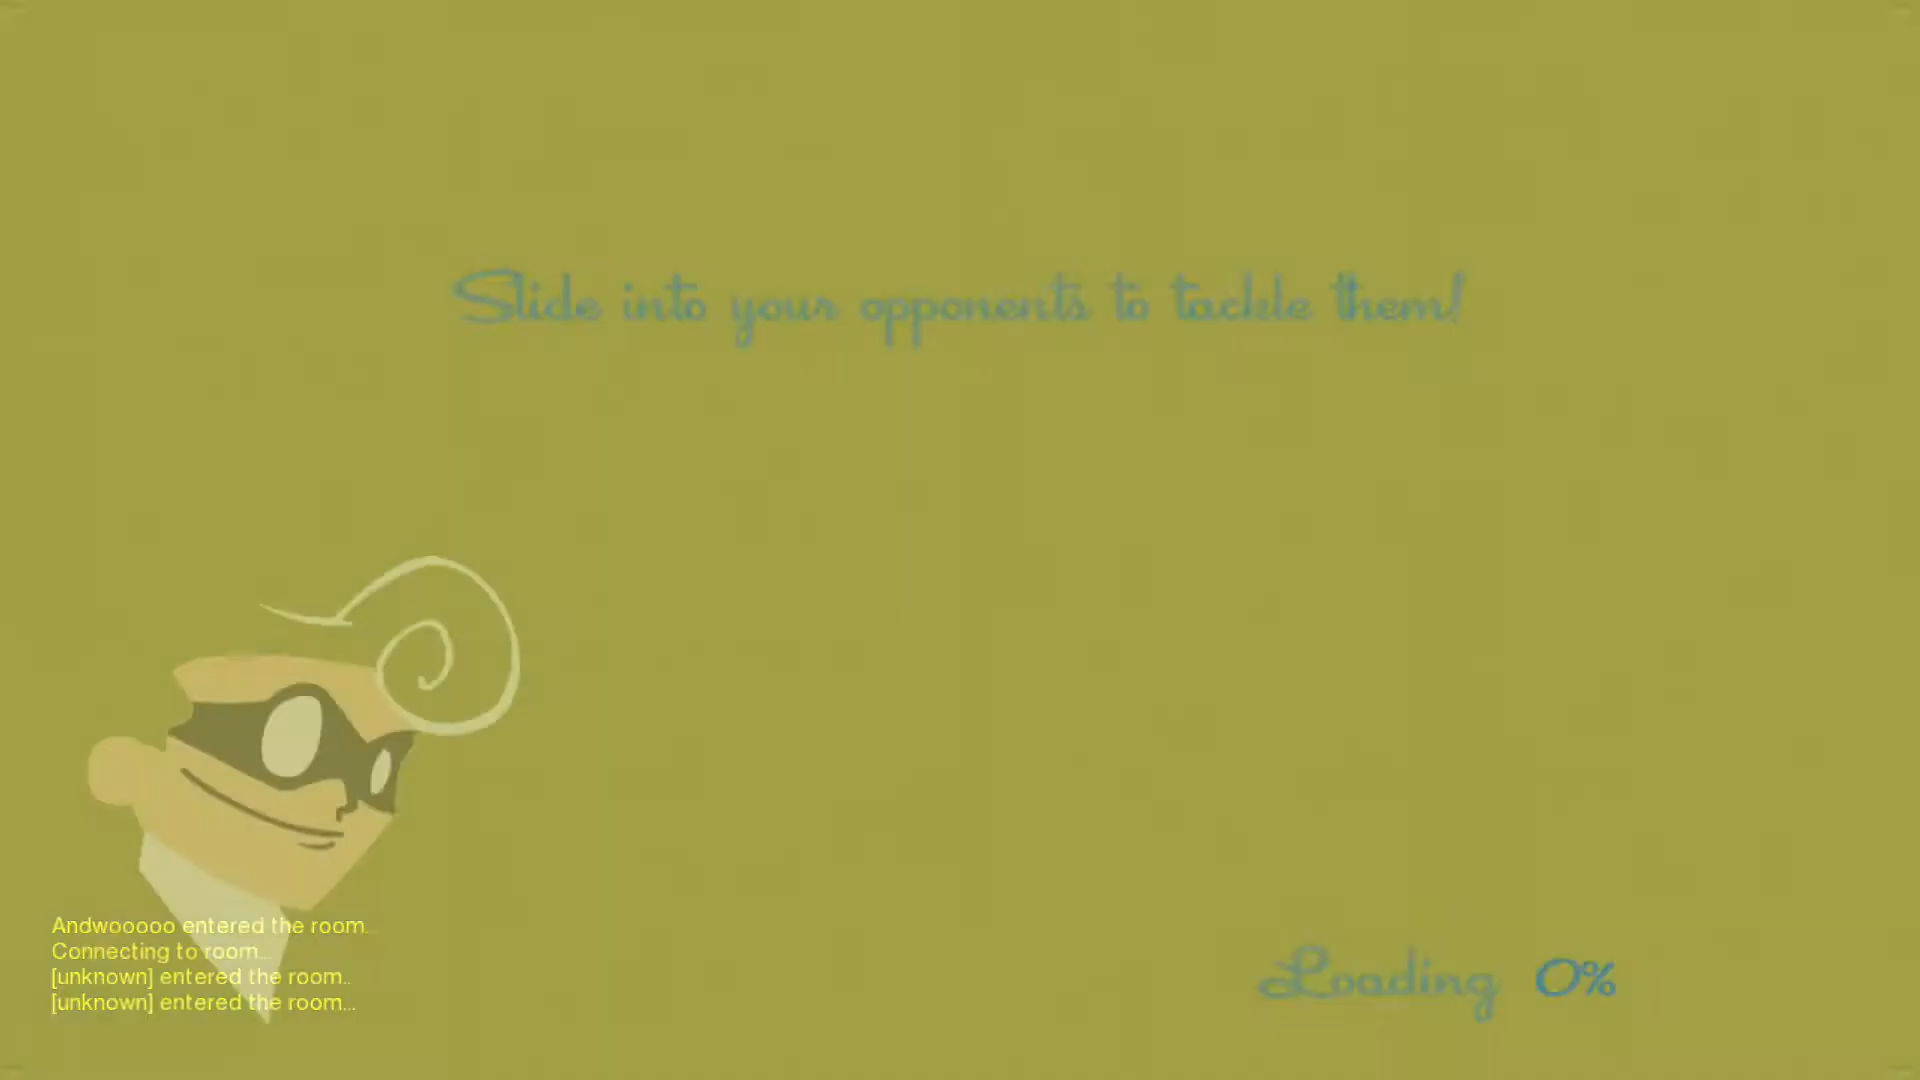 Slide into your opponents to tackle them!
Andwooooo entered the room..
Connecting to room...
[unknown] entered the room..
[unknown] entered the room...
Loading 0%